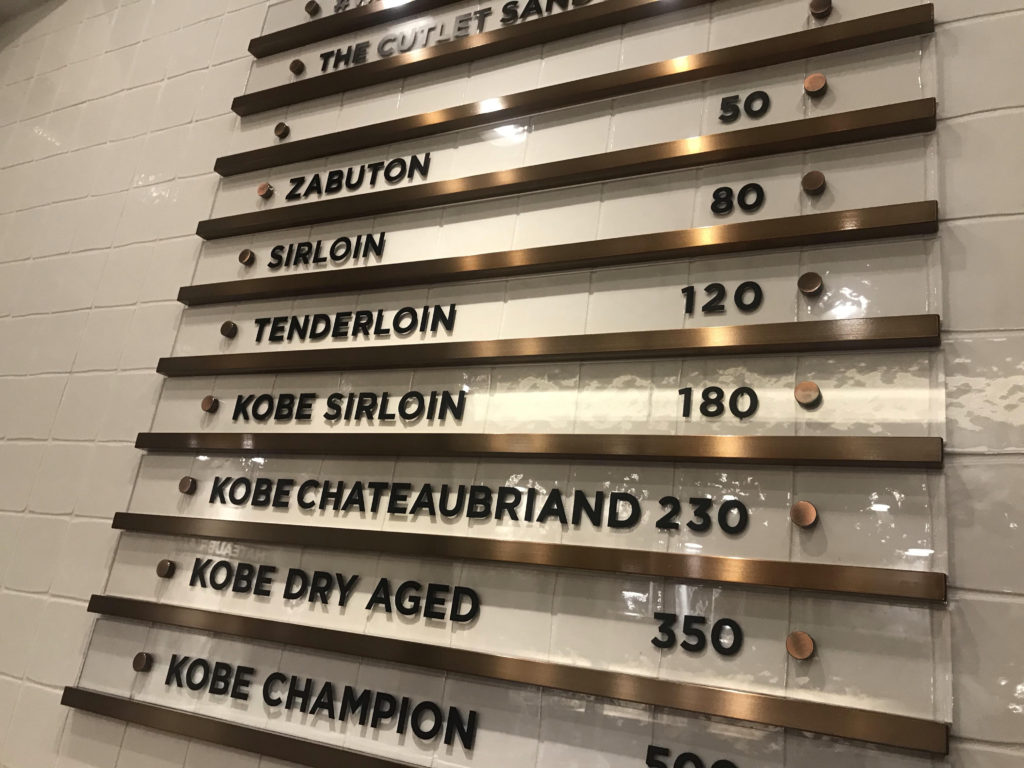 THE CUTLET SAND
ZABUTON 50
SIRLOIN 80
TENDERLOIN 120
KOBE SIRLOIN 180
KOBE CHATEAUBRIAND 230
KOBE DRY AGED 350
KOBE CHAMPION 500